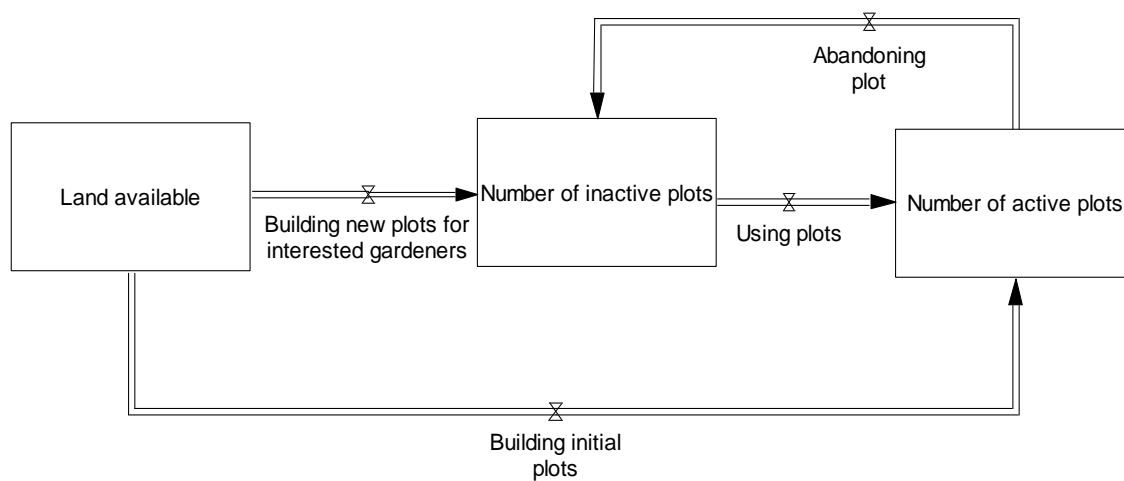 Abandoning
plot
Land available
Number of inactive plots
Number of active plots
Building new plots for
interested gardeners
Using plots
Building initial
plots